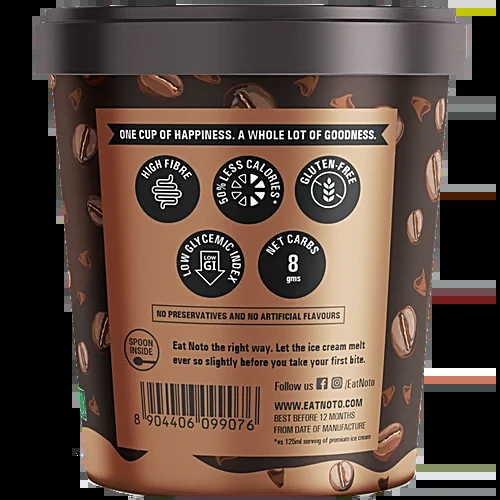 ONE CUP OF HAPPINESS. A WHOLE LOT OF GOODNESS.
HIGH FIBRE
50% LESS CALORIES*
GLUTEN-FREE
LOW GLYCEMIC INDEX
LOW
GI
NET CARBS
8
gms
NO PRESERVATIVES AND NO ARTIFICIAL FLAVOURS
SPOON
INSIDE
Eat Noto the right way. Let the ice cream melt
ever so slightly before you take your first bite.
Follow us /EatNoto
WWW.EATNOTO.COM
BEST BEFORE 12 MONTHS
FROM DATE OF MANUFACTURE
*vs 125ml serving of premium ice cream
8 904406 099076